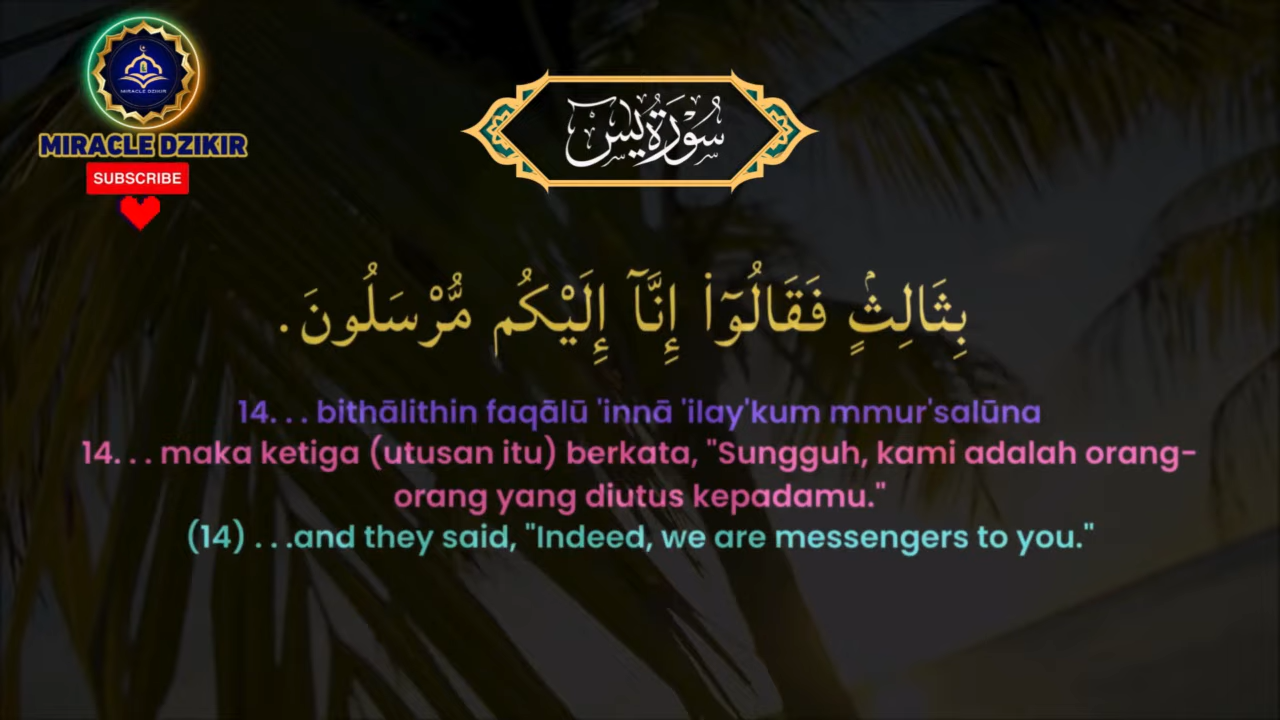 MIRACLE DZIKIR
MIRACLE DZIKIR
SUBSCRIBE
سُوْرَةُ يٰسٓ
بِثَالِثٍۢ فَقَالُوٓا۟ إِنَّآ إِلَيْكُم مُّرْسَلُونَ .
14. . . bithālithin faqālū 'innā 'ilay'kum mmur'salūna
14. . . maka ketiga (utusan itu) berkata, "Sungguh, kami adalah orang-
orang yang diutus kepadamu."
(14) . . .and they said, "Indeed, we are messengers to you."